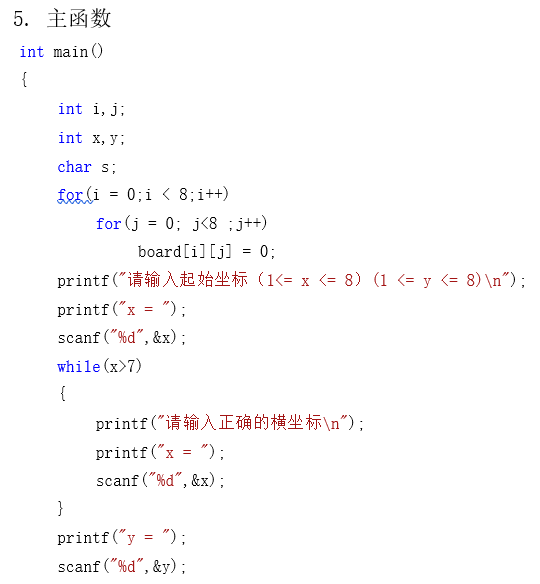 5. 主函数
int main()
{
int i,j;
int x,y;
char s;
for(i = 0;i < 8;i++)
for(j = 0; j<8 ;j++)
board[i][j] = 0;
printf("请输入起始坐标（1<= x <= 8）(1 <= y <= 8)\n");
printf("x = ");
scanf("%d",&x);
while(x>7)
{
printf("请输入正确的横坐标\n");
printf("x = ");
scanf("%d",&x);
}
printf("y = ");
scanf("%d",&y);